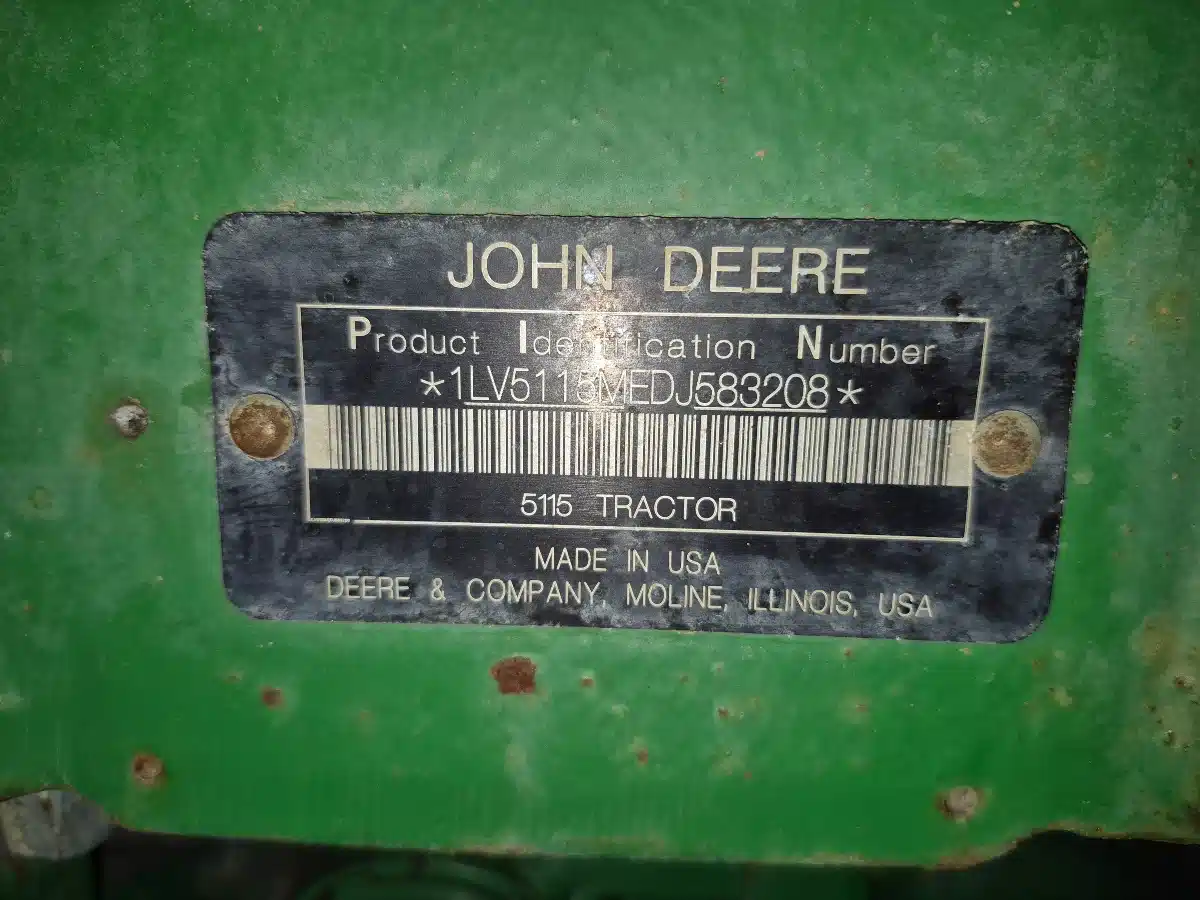 JOHN DEERE
Product Identification Number
*1LV5115MEDJ583208*
5115 TRACTOR
MADE IN USA
DEERE & COMPANY, MOLINE, ILLINOIS, USA